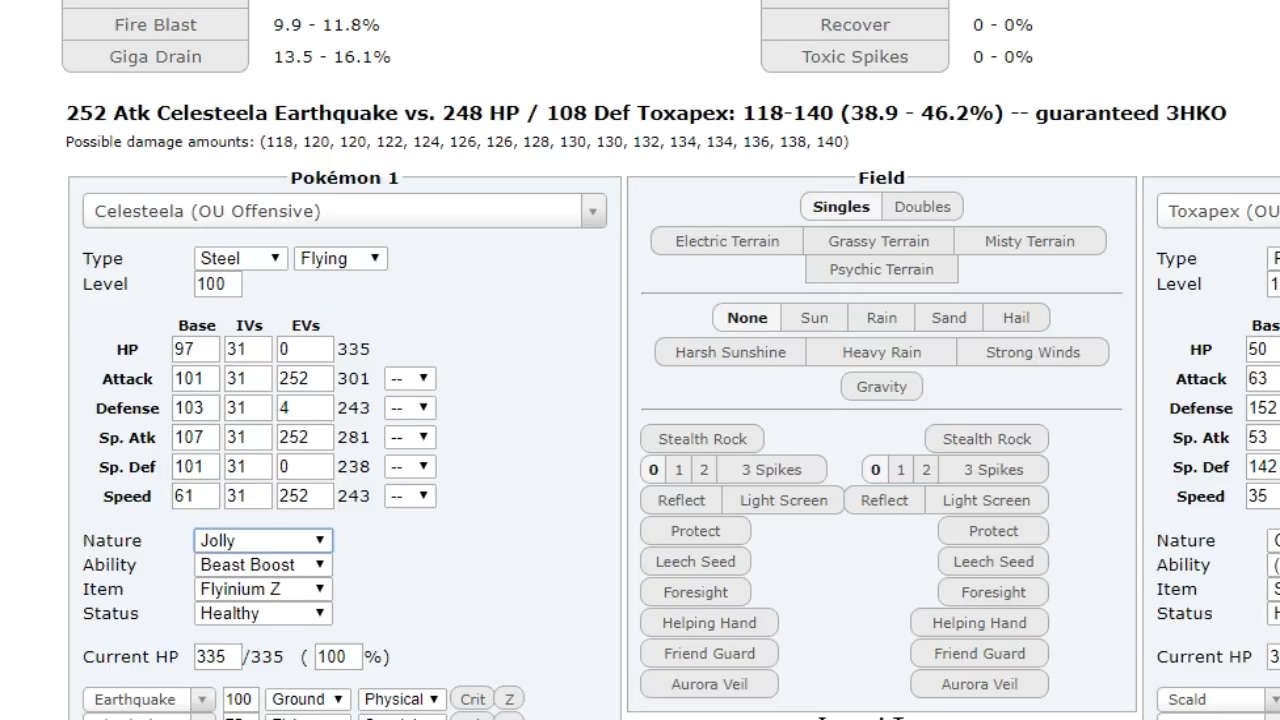 Fire Blast 9.9 - 11.8% Recover 0 - 0%
Giga Drain 13.5 - 16.1% Toxic Spikes 0 - 0%
252 Atk Celesteela Earthquake vs. 248 HP / 108 Def Toxapex: 118-140 (38.9 - 46.2%) -- guaranteed 3HKO
Possible damage amounts: (118, 120, 120, 122, 124, 126, 126, 128, 130, 130, 132, 134, 134, 136, 138, 140)
Pokémon 1
Celesteela (OU Offensive)
Type Steel Flying
Level 100
Base IVs EVs
HP 97 31 0 335
Attack 101 31 252 301 --
Defense 103 31 4 243 --
Sp. Atk 107 31 252 281 --
Sp. Def 101 31 0 238 --
Speed 61 31 252 243 --
Nature Jolly
Ability Beast Boost
Item Flyinium Z
Status Healthy
Current HP 335 /335 ( 100 %)
Earthquake 100 Ground Physical Crit Z
Field
Singles Doubles
Electric Terrain Grassy Terrain Misty Terrain
Psychic Terrain
None Sun Rain Sand Hail
Harsh Sunshine Heavy Rain Strong Winds
Gravity
Stealth Rock Stealth Rock
0 1 2 3 Spikes 0 1 2 3 Spikes
Reflect Light Screen Reflect Light Screen
Protect Protect
Leech Seed Leech Seed
Foresight Foresight
Helping Hand Helping Hand
Friend Guard Friend Guard
Aurora Veil Aurora Veil
Toxapex (OU
Type
Level 1
Bas
HP 50
Attack 63
Defense 152
Sp. Atk 53
Sp. Def 142
Speed 35
Nature
Ability (
Item
Status
Current HP 3
Scald